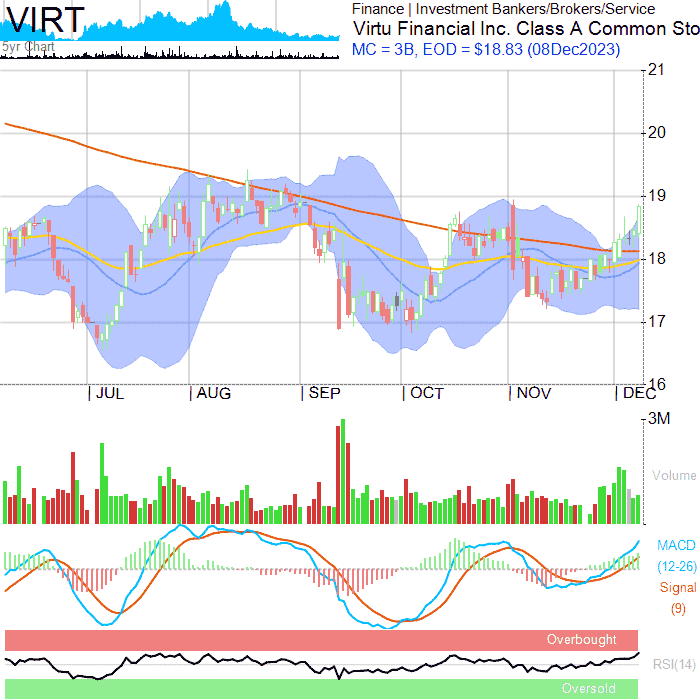 VIRT
5yr Chart
Finance | Investment Bankers/Brokers/Service
Virtu Financial Inc. Class A Common Sto
MC = 3B, EOD = $18.83 (08Dec2023)
21
20
19
18
17
16
JUL AUG SEP OCT NOV DEC
3M
Volume
MACD
(12-26)
Signal
(9)
Overbought
RSI(14)
Oversold